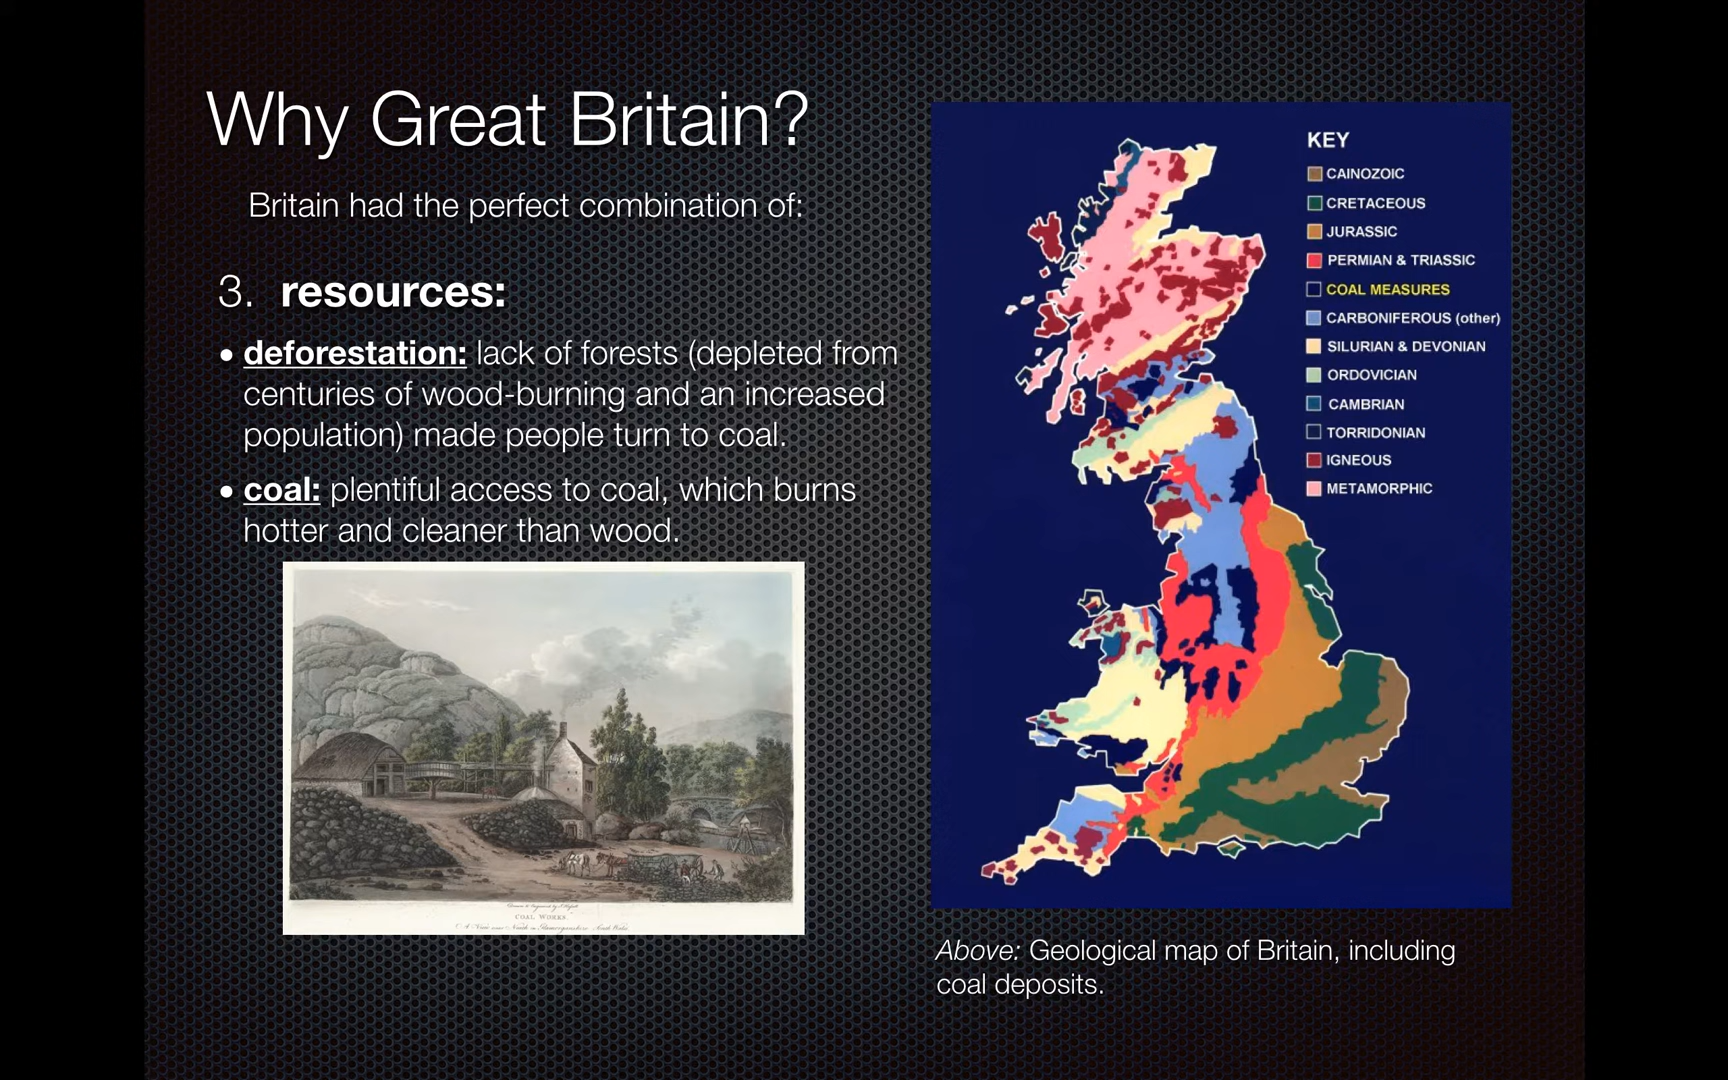 Why Great Britain?
Britain had the perfect combination of:
3. resources:
• deforestation: lack of forests (depleted from
centuries of wood-burning and an increased
population) made people turn to coal.
• coal: plentiful access to coal, which burns
hotter and cleaner than wood.
COAL WORKS.
KEY
CAINOZOIC
CRETACEOUS
JURASSIC
PERMIAN & TRIASSIC
COAL MEASURES
CARBONIFEROUS (other)
SILURIAN & DEVONIAN
ORDOVICIAN
CAMBRIAN
TORRIDONIAN
IGNEOUS
METAMORPHIC
Above: Geological map of Britain, including
coal deposits.